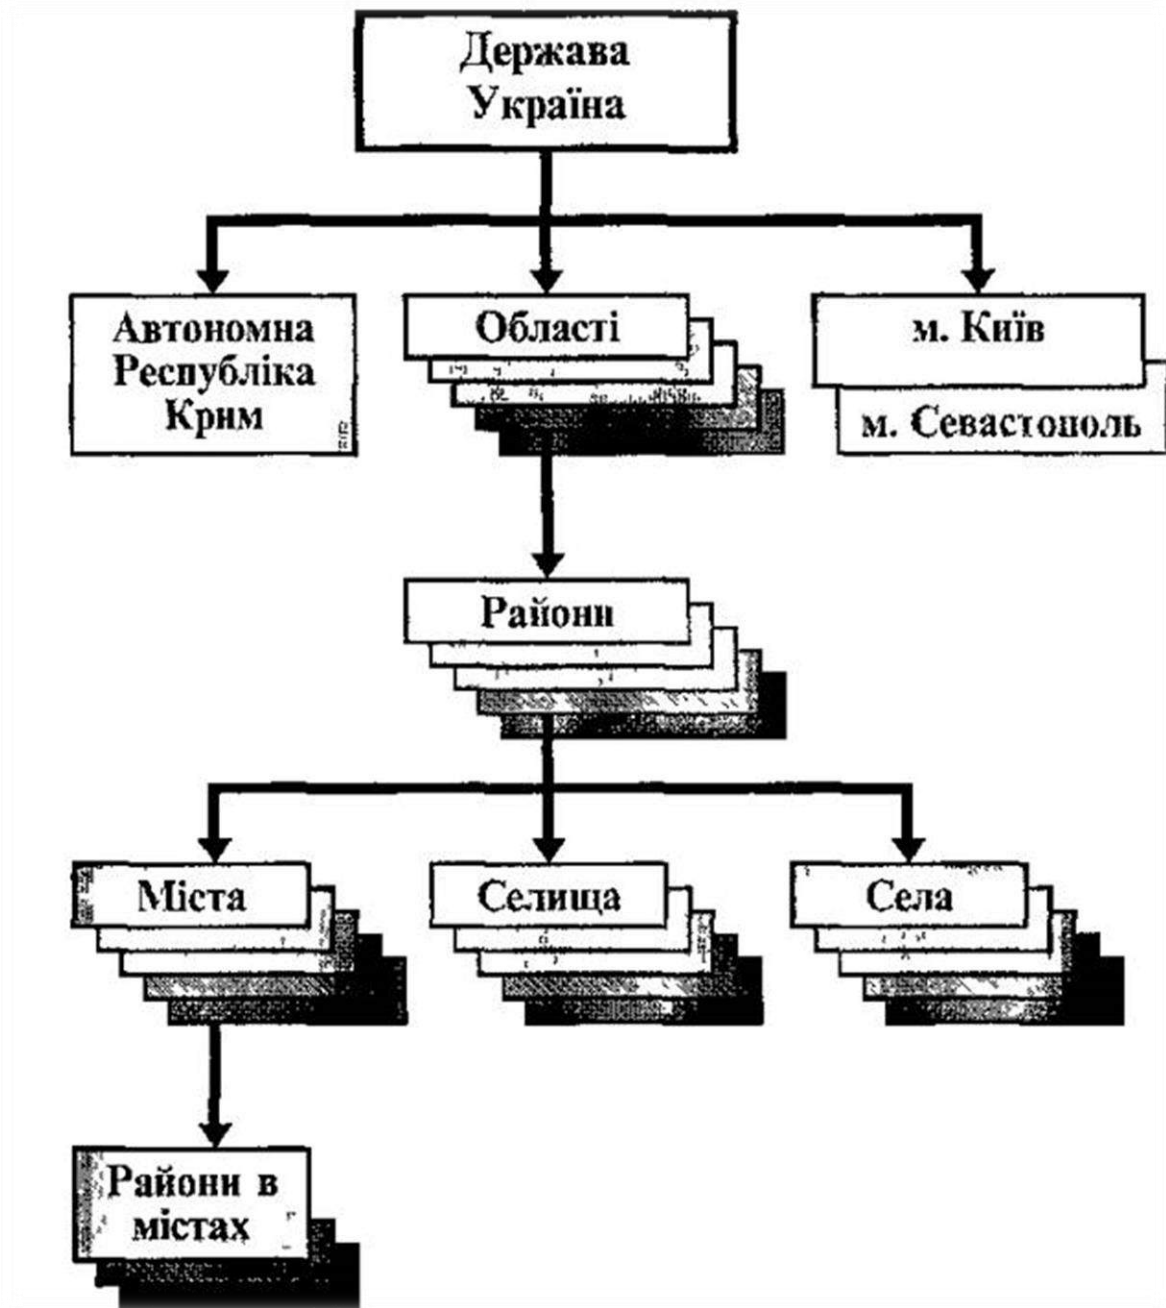 Держава
Україна
Автономна
Республіка
Крим
Області
м. Київ
м. Севастополь
Райони
Міста
Селища
Села
Райони в
містах